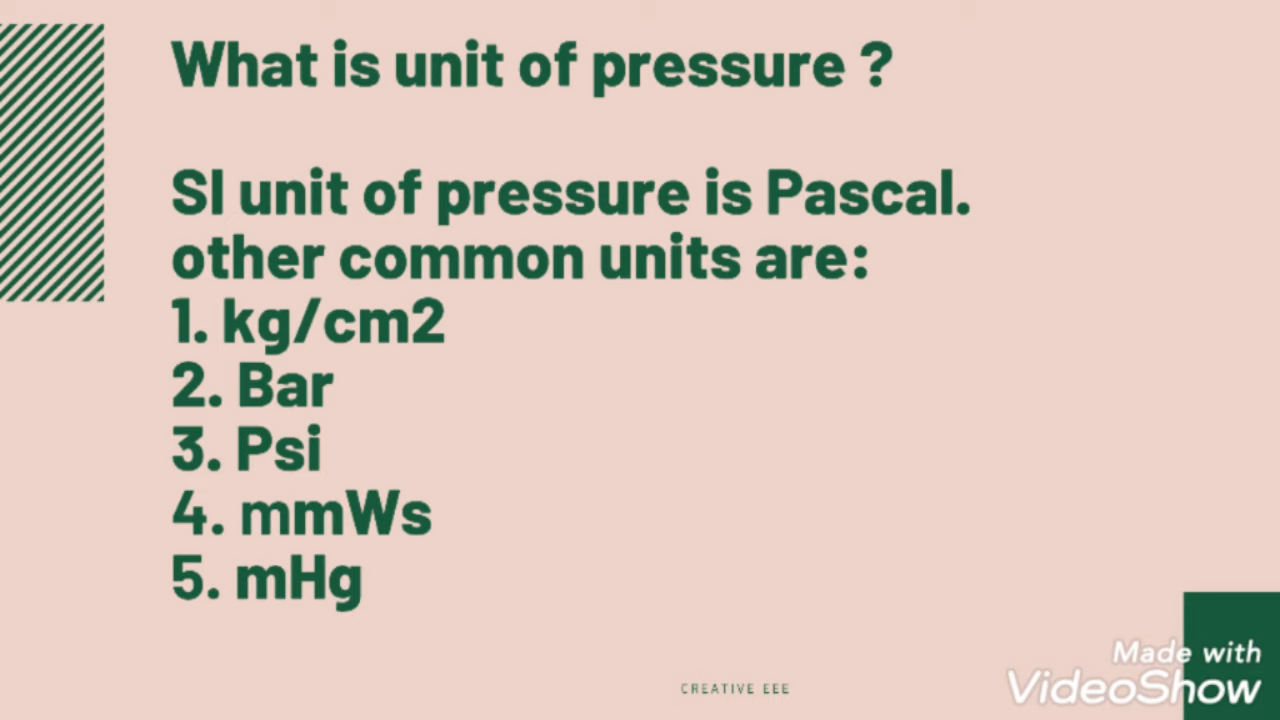 What is unit of pressure ?
SI unit of pressure is Pascal.
other common units are:
1. kg/cm2
2. Bar
3. Psi
4. mmWs
5. mHg
CREATIVE EEE
Made with
VideoShow